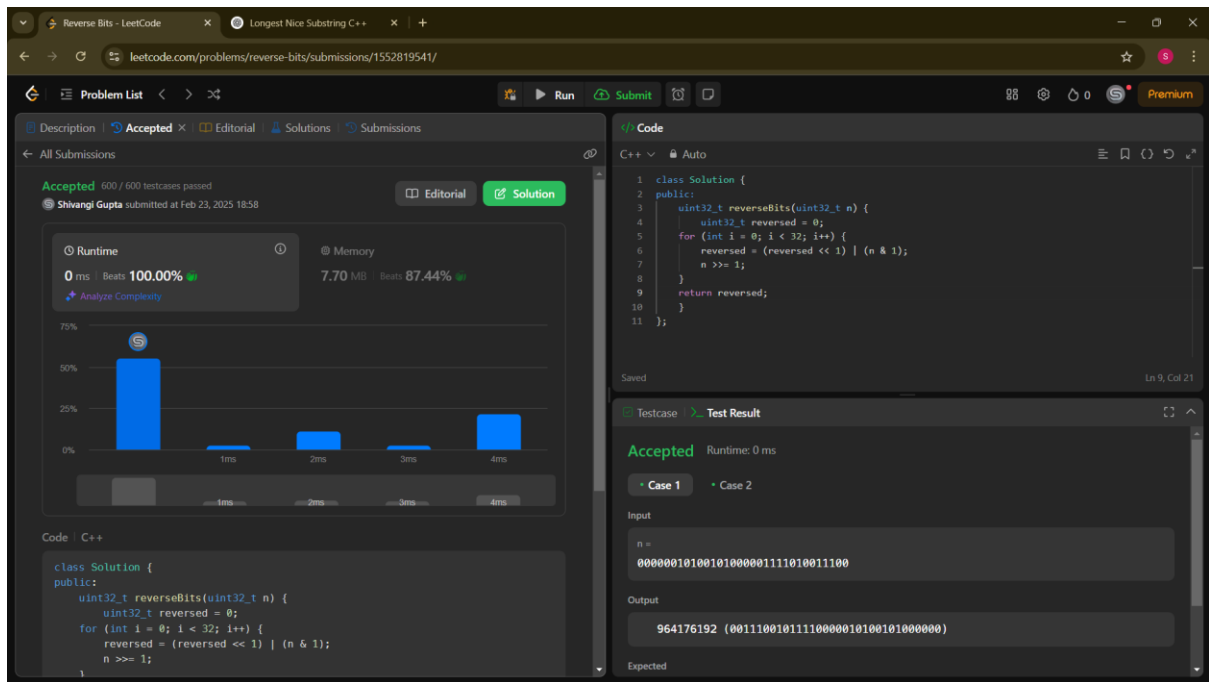 Reverse Bits - LeetCode
Longest Nice Substring C++
leetcode.com/problems/reverse-bits/submissions/1552819541/
S
Problem List
Run
Submit
0
Premium
Description
Accepted
Editorial
Solutions
Submissions
All Submissions
Accepted 600 / 600 testcases passed
Shivangi Gupta submitted at Feb 23, 2025 18:58
Editorial
Solution
Runtime
0 ms Beats 100.00%
Analyze Complexity
Memory
7.70 MB Beats 87.44%
75%
50%
25%
0%
1ms 2ms 3ms 4ms
1ms 2ms 3ms 4ms
Code C++
class Solution {
public:
uint32_t reverseBits(uint32_t n) {
uint32_t reversed = 0;
for (int i = 0; i < 32; i++) {
reversed = (reversed << 1) | (n & 1);
n >>= 1;
}
</> Code
C++ Auto
1 class Solution {
2 public:
3 uint32_t reverseBits(uint32_t n) {
4 uint32_t reversed = 0;
5 for (int i = 0; i < 32; i++) {
6 reversed = (reversed << 1) | (n & 1);
7 n >>= 1;
8 }
9 return reversed;
10 }
11 };
Saved
Ln 9, Col 21
Testcase
Test Result
Accepted Runtime: 0 ms
Case 1
Case 2
Input
n =
00000010100101000001111010011100
Output
964176192 (00111001011110000010100101000000)
Expected